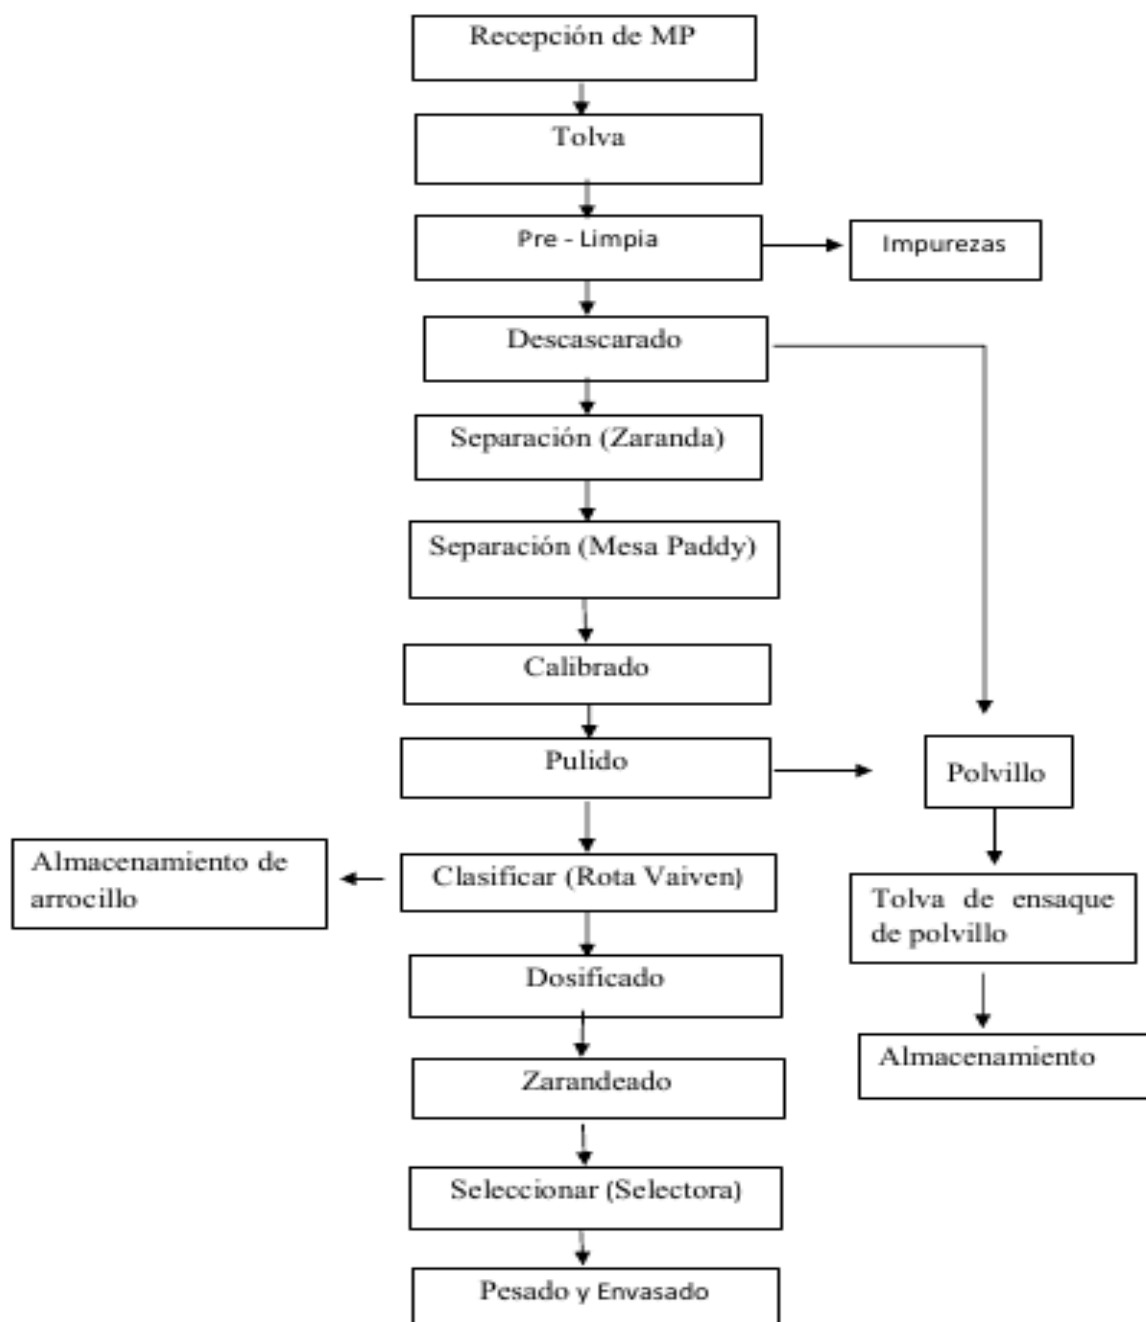 Recepción de MP
Tolva
Pre - Limpia
Impurezas
Descascarado
Separación (Zaranda)
Separación (Mesa Paddy)
Calibrado
Pulido
Polvillo
Almacenamiento de
arrocillo
Clasificar (Rota Vaiven)
Tolva de ensaque
de polvillo
Dosificado
Almacenamiento
Zarandeado
Seleccionar (Selectora)
Pesado y Envasado